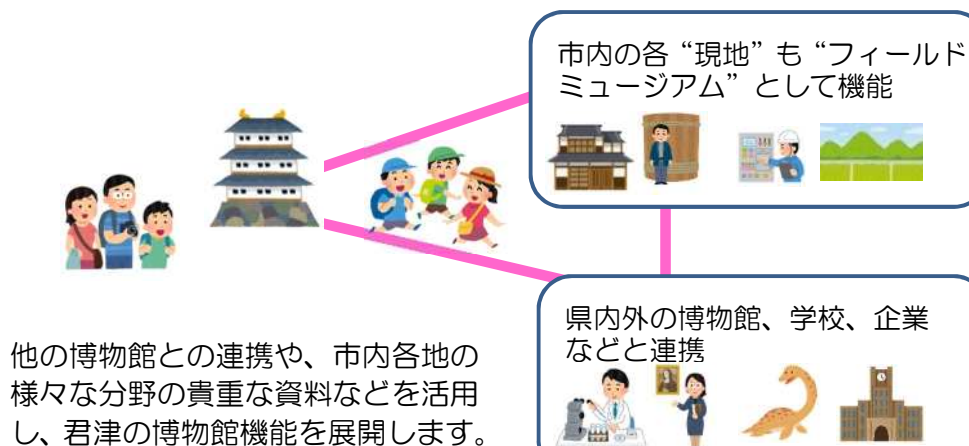 市内の各“現地”も“フィールド
ミュージアム”として機能
県内外の博物館、学校、企業
などと連携
他の博物館との連携や、市内各地の
様々な分野の貴重な資料などを活用
し、君津の博物館機能を展開します。